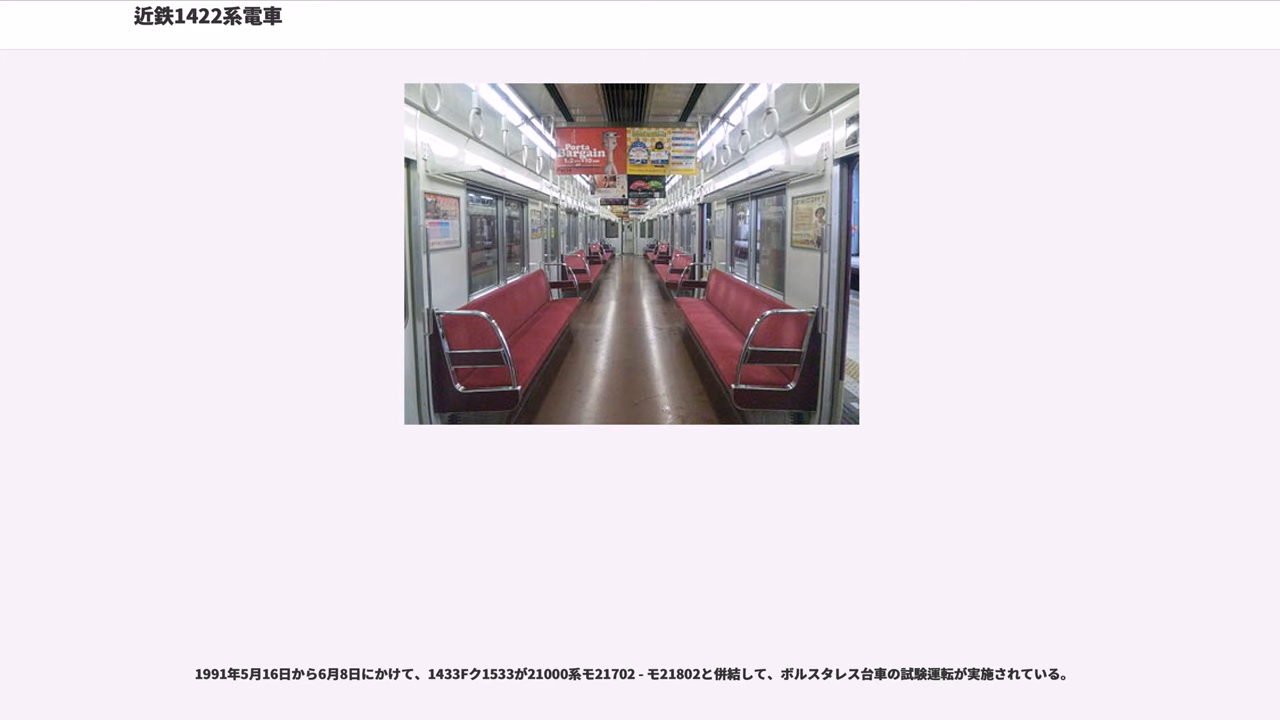 近鉄1422系電車
Porta
Bargain
1991年5月16日から6月8日にかけて、1433Fク1533が21000系モ21702 - モ21802と併結して、ボルスタレス台車の試験運転が実施されている。